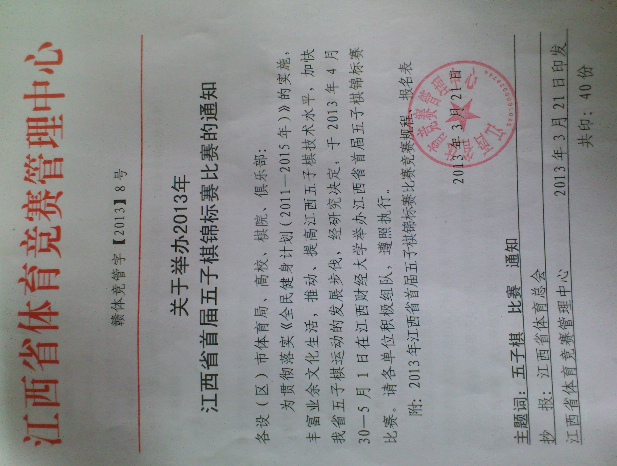 江西省体育竞赛管理中心
赣体竞管字【2013】8号
关于举办2013年
江西省首届五子棋锦标赛比赛的通知
各设（区）市体育局、高校、棋院、俱乐部：
为贯彻落实《全民健身计划(2011—2015年)》的实施，
丰富业余文化生活，推动、提高江西五子棋技术水平，加快
我省五子棋运动的发展步伐，经研究决定，于2013年4月
30—5月1日在江西财经大学举办江西省首届五子棋锦标赛
比赛。请各单位积极组队，遵照执行。
附：2013年江西省首届五子棋锦标赛比赛竞赛规程、报名表
2013年3月21日
主题词：五子棋 比赛 通知
抄 报：江西省体育总会
江西省体育竞赛管理中心 2013年3月21日印发
共印：40份